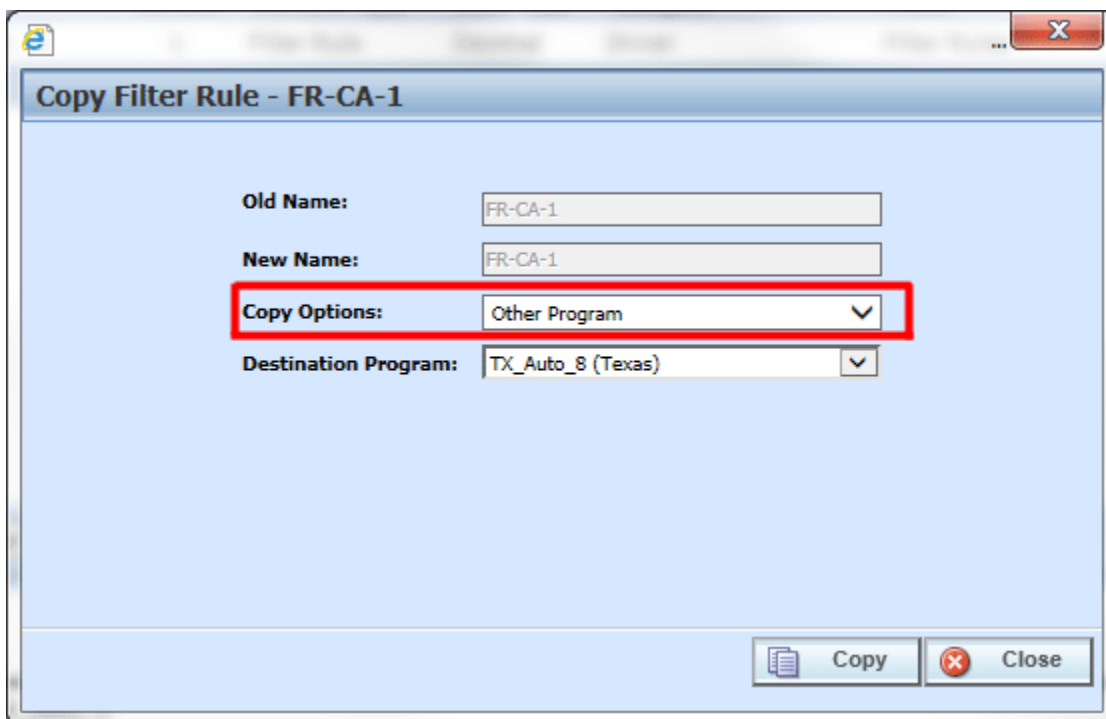 ...
Copy Filter Rule - FR-CA-1
Old Name: FR-CA-1
New Name: FR-CA-1
Copy Options: Other Program
Destination Program: TX_Auto_8 (Texas)
Copy Close